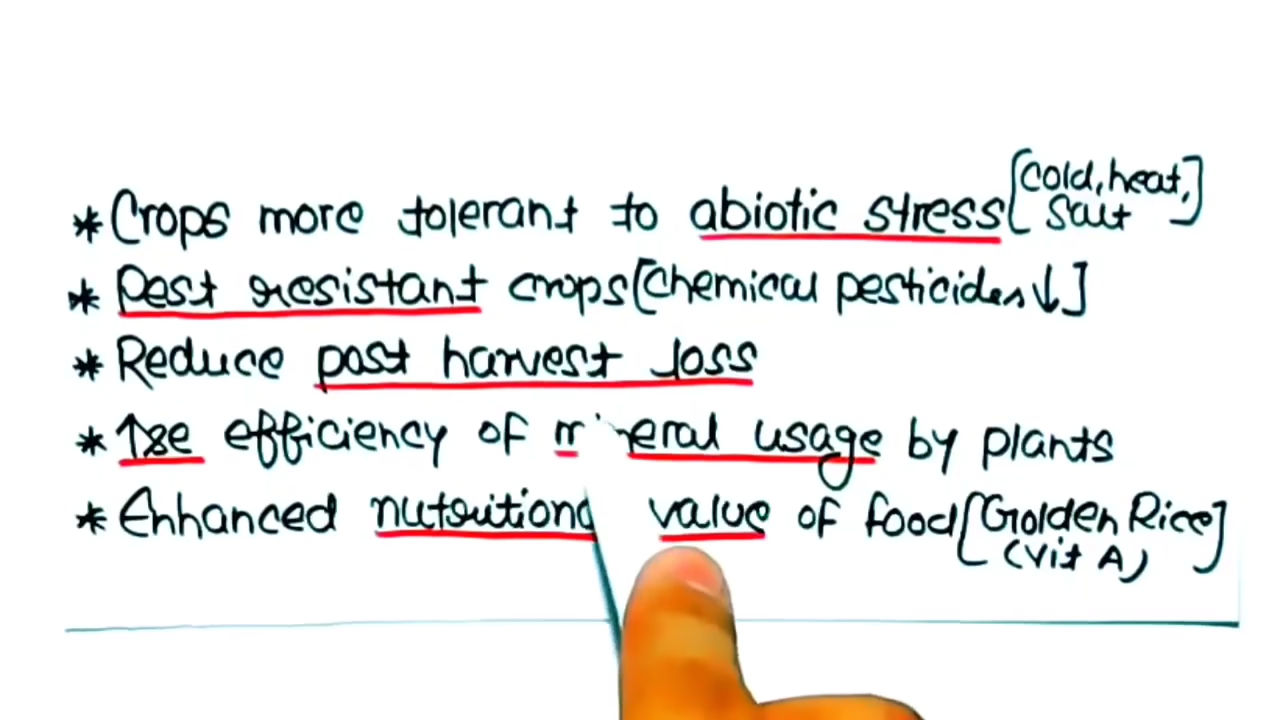 * Crops more tolerant to abiotic stress [cold, heat, salt]
* Pest resistant crops [chemical pesticides ↓]
* Reduce post harvest loss
* ↑se efficiency of mineral usage by plants
* Enhanced nutritional value of food [Golden Rice (Vit A)]